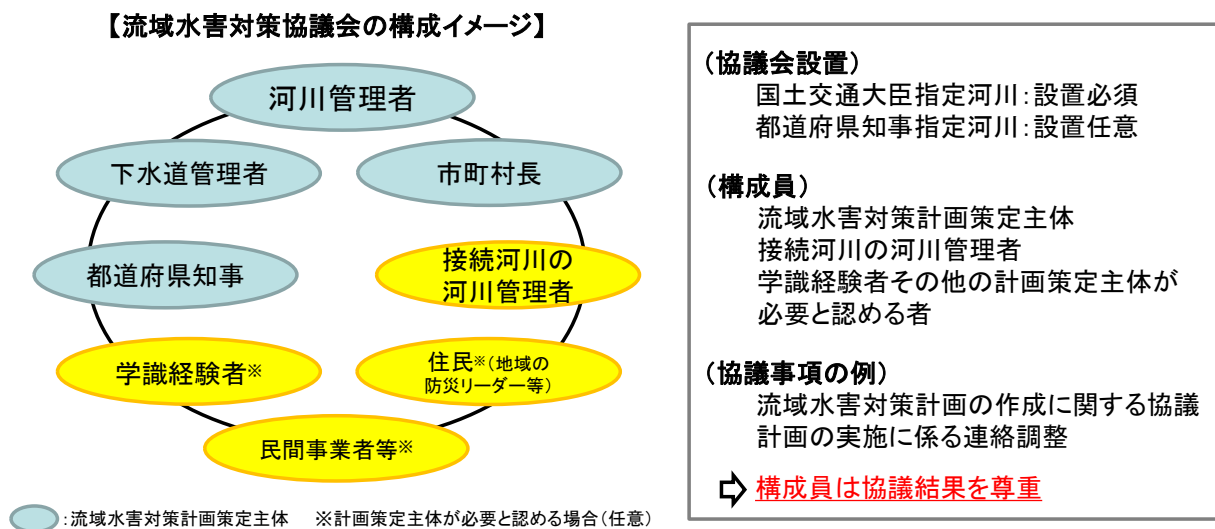 【流域水害対策協議会の構成イメージ】
河川管理者
下水道管理者
市町村長
都道府県知事
接続河川の
河川管理者
学識経験者※
住民※(地域の
防災リーダー等)
民間事業者等※
:流域水害対策計画策定主体 ※計画策定主体が必要と認める場合(任意)
(協議会設置)
国土交通大臣指定河川:設置必須
都道府県知事指定河川:設置任意
(構成員)
流域水害対策計画策定主体
接続河川の河川管理者
学識経験者その他の計画策定主体が
必要と認める者
(協議事項の例)
流域水害対策計画の作成に関する協議
計画の実施に係る連絡調整
構成員は協議結果を尊重